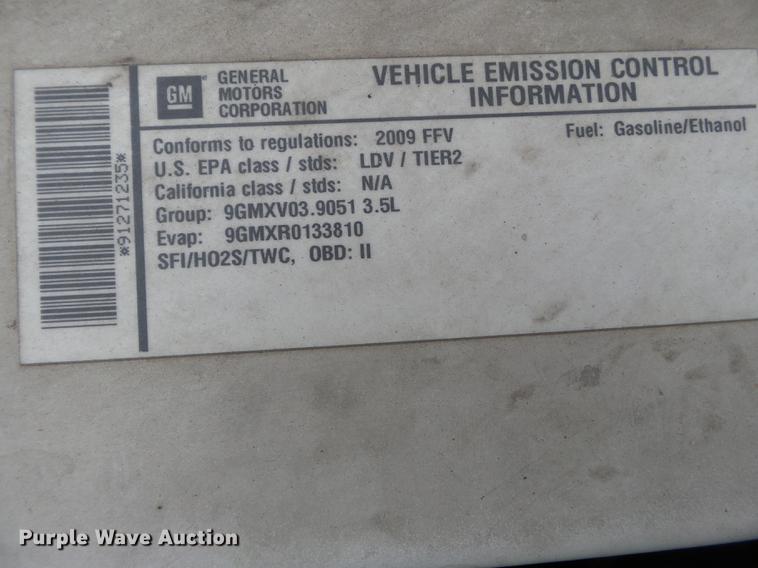 GM
GENERAL
MOTORS
CORPORATION
VEHICLE EMISSION CONTROL
INFORMATION
Conforms to regulations: 2009 FFV
Fuel: Gasoline/Ethanol
U.S. EPA class / stds: LDV / TIER2
California class / stds: N/A
Group: 9GMXV03.9051 3.5L
Evap: 9GMXR0133810
SFI/HO2S/TWC, OBD: II
*91271235*
Purple Wave Auction